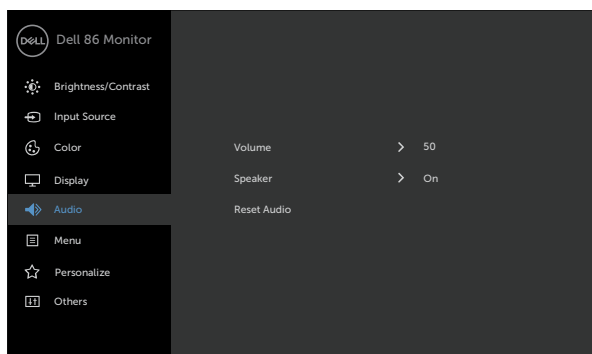 DELL Dell 86 Monitor
Brightness/Contrast
Input Source
Color
Display
Audio
Menu
Personalize
Others
Volume 50
Speaker On
Reset Audio